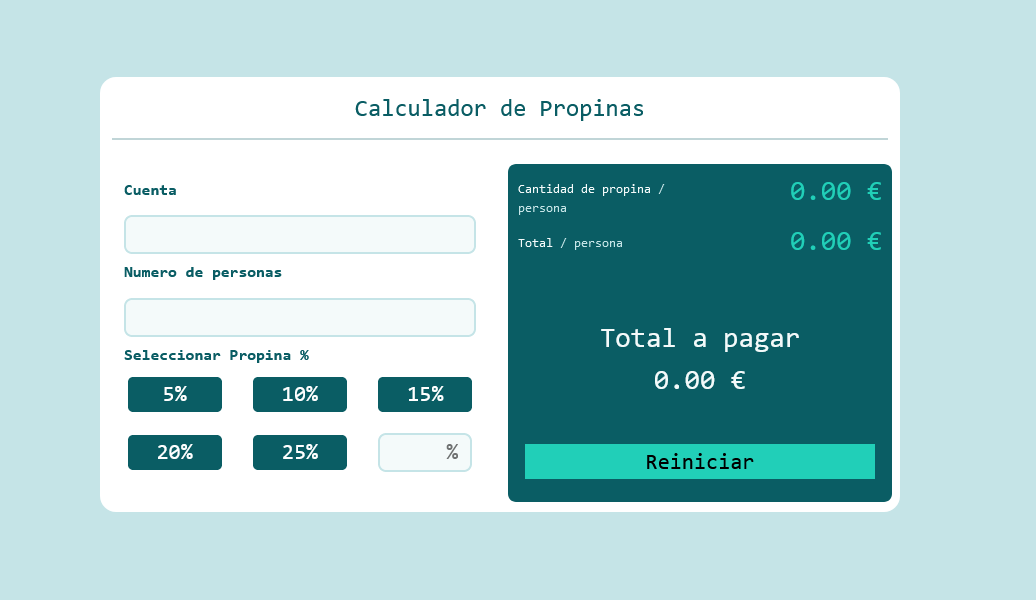 Calculador de Propinas
Cuenta
Numero de personas
Seleccionar Propina %
5%
10%
15%
20%
25%
%
Cantidad de propina /
persona
0.00 €
Total / persona
0.00 €
Total a pagar
0.00 €
Reiniciar